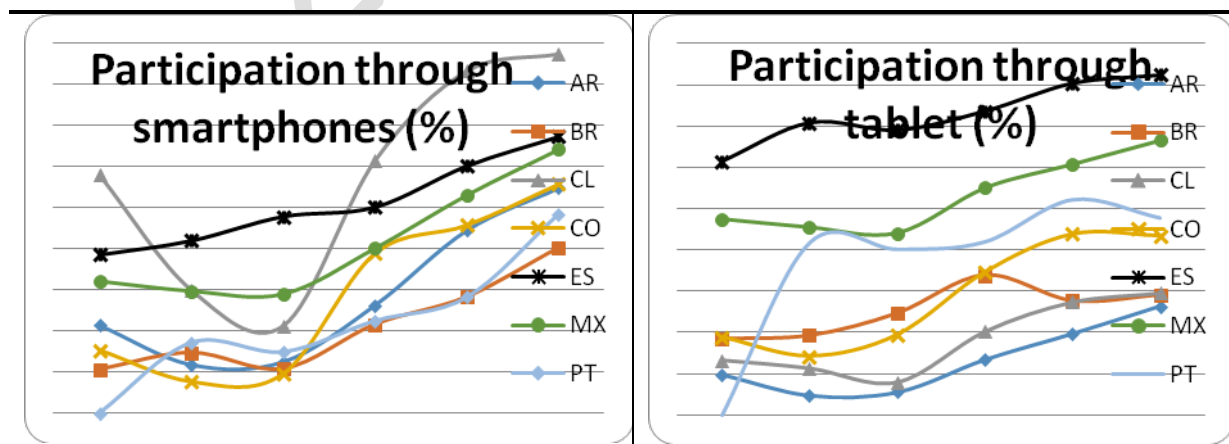 Participation through
smartphones (%)
AR
BR
CL
CO
ES
MX
PT
Participation through
tablet (%)
AR
BR
CL
CO
ES
MX
PT